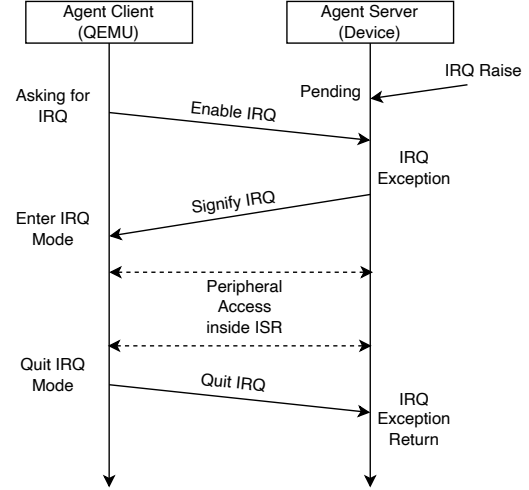 Agent Client
(QEMU)
Agent Server
(Device)
IRQ Raise
Pending
Asking for
IRQ
Enable IRQ
IRQ
Exception
Signify IRQ
Enter IRQ
Mode
Peripheral
Access
inside ISR
Quit IRQ
Mode
Quit IRQ
IRQ
Exception
Return